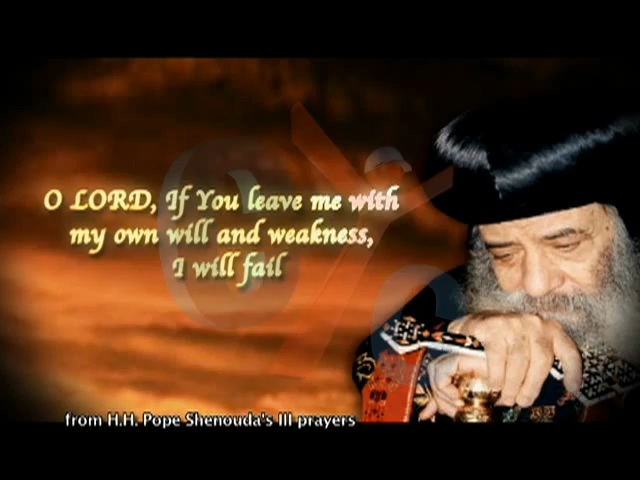 O LORD, If You leave me with
my own will and weakness,
I will fail
from H.H. Pope Shenouda's III prayers